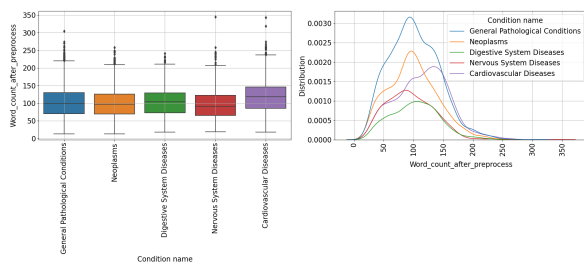 Word_count_after_preprocess
350
300
250
200
150
100
50
0
General Pathological Conditions
Neoplasms
Digestive System Diseases
Nervous System Diseases
Cardiovascular Diseases
Condition name
Distribution
0.0030
0.0025
0.0020
0.0015
0.0010
0.0005
0.0000
Condition name
General Pathological Conditions
Neoplasms
Digestive System Diseases
Nervous System Diseases
Cardiovascular Diseases
0
50
100
150
200
250
300
350
Word_count_after_preprocess